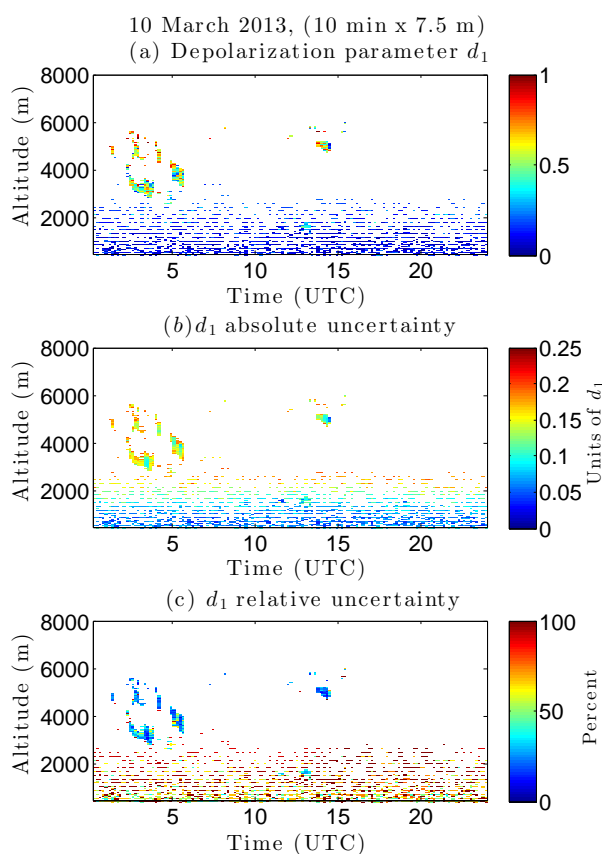 10 March 2013, (10 min x 7.5 m)
(a) Depolarization parameter d₁
8000
6000
4000
2000
Altitude (m)
5 10 15 20
Time (UTC)
1
0.5
0
(b)d₁ absolute uncertainty
8000
6000
4000
2000
Altitude (m)
5 10 15 20
Time (UTC)
0.25
0.2
0.15
0.1
0.05
0
Units of d₁
(c) d₁ relative uncertainty
8000
6000
4000
2000
Altitude (m)
5 10 15 20
Time (UTC)
100
50
0
Percent